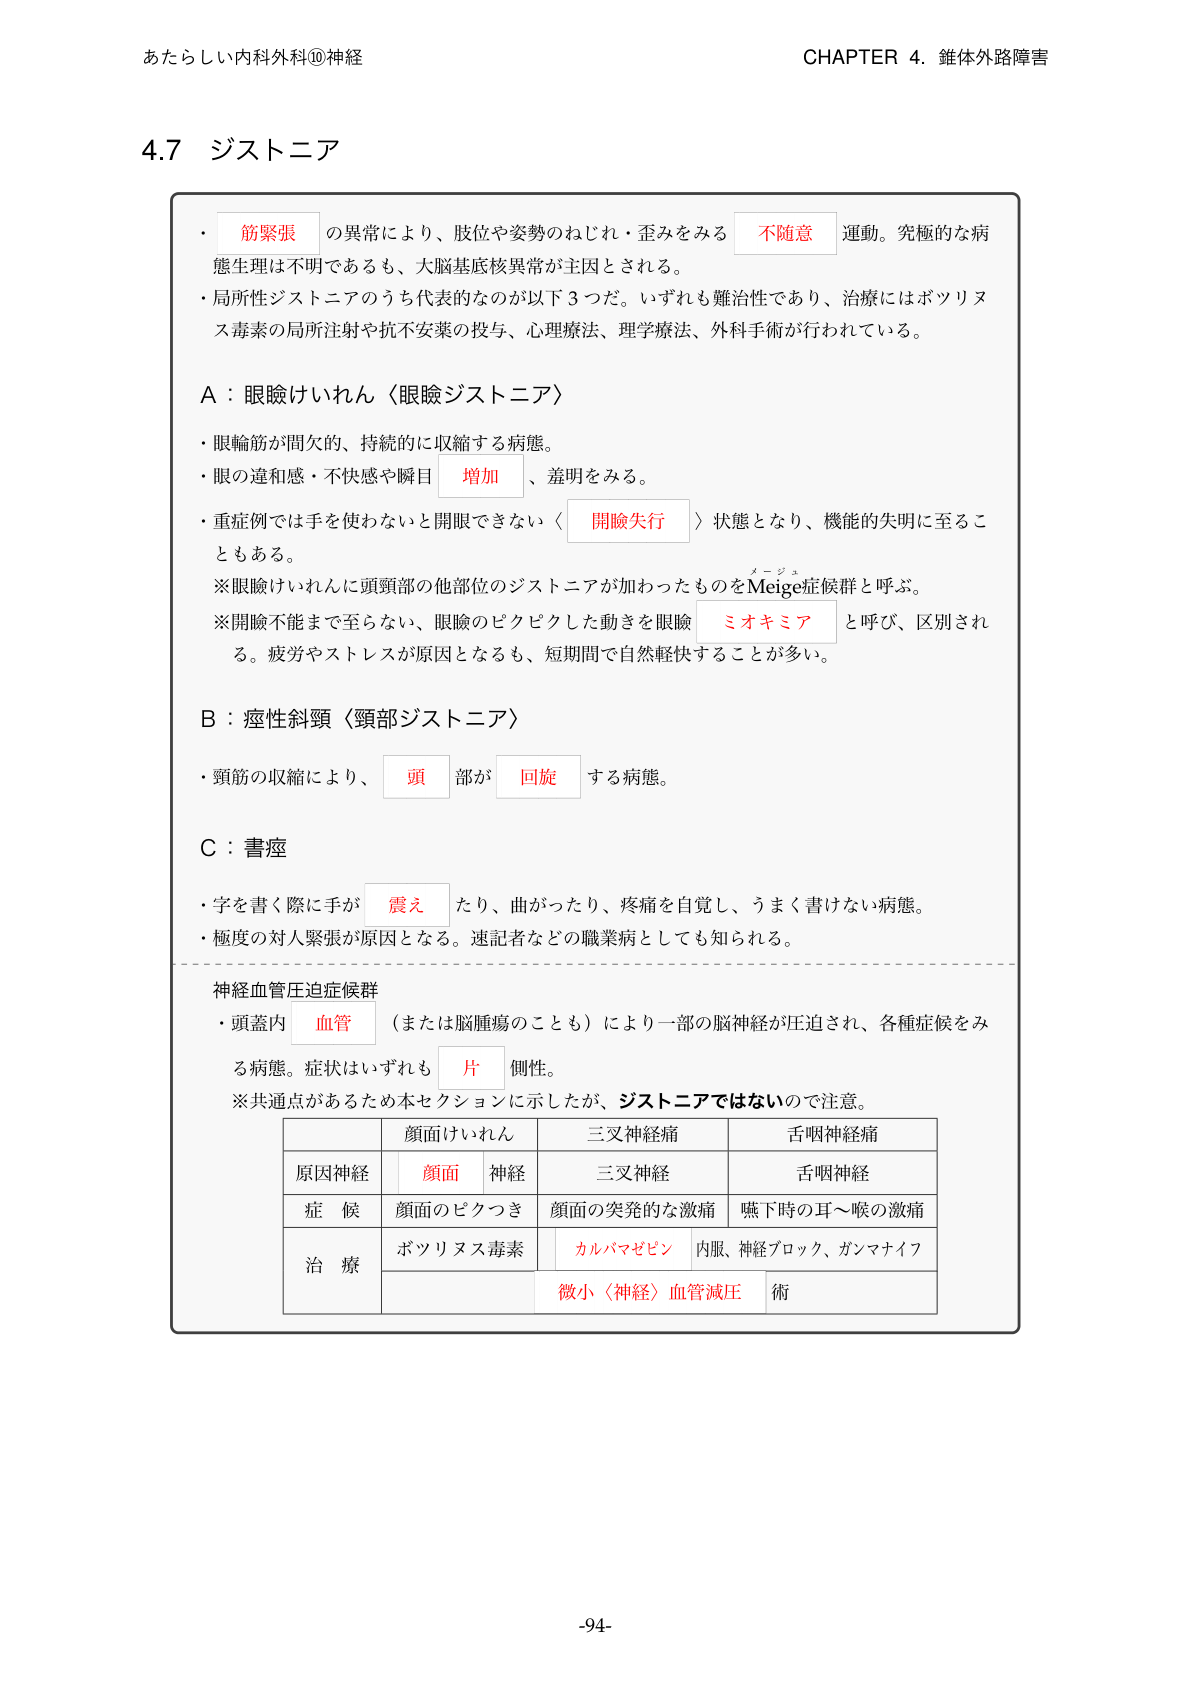 あたらしい内科外科⑩神経
CHAPTER 4. 錐体外路障害
4.7 ジストニア
・ 筋緊張 の異常により、肢位や姿勢のねじれ・歪みをみる 不随意 運動。究極的な病
態生理は不明であるも、大脳基底核異常が主因とされる。
・局所性ジストニアのうち代表的なのが以下３つだ。いずれも難治性であり、治療にはボツリヌ
ス毒素の局所注射や抗不安薬の投与、心理療法、理学療法、外科手術が行われている。
A：眼瞼けいれん〈眼瞼ジストニア〉
・眼輪筋が間欠的、持続的に収縮する病態。
・眼の違和感・不快感や瞬目 増加 、羞明をみる。
・重症例では手を使わないと開眼できない〈 開瞼失行 〉状態となり、機能的失明に至るこ
ともある。
メージュ
※眼瞼けいれんに頭頸部の他部位のジストニアが加わったものをMeige症候群と呼ぶ。
※開瞼不能まで至らない、眼瞼のピクピクした動きを眼瞼 ミオキミア と呼び、区別され
る。疲労やストレスが原因となるも、短期間で自然軽快することが多い。
B：痙性斜頸〈頸部ジストニア〉
・頸筋の収縮により、 頭 部が 回旋 する病態。
C：書痙
・字を書く際に手が 震え たり、曲がったり、疼痛を自覚し、うまく書けない病態。
・極度の対人緊張が原因となる。速記者などの職業病としても知られる。
神経血管圧迫症候群
・頭蓋内 血管 （または脳腫瘍のことも）により一部の脳神経が圧迫され、各種症候をみ
る病態。症状はいずれも 片 側性。
※共通点があるため本セクションに示したが、ジストニアではないので注意。
顔面けいれん 三叉神経痛 舌咽神経痛
原因神経 顔面 神経 三叉神経 舌咽神経
症 候 顔面のピクつき 顔面の突発的な激痛 嚥下時の耳〜喉の激痛
治 療 ボツリヌス毒素 カルバマゼピン 内服、神経ブロック、ガンマナイフ
微小〈神経〉血管減圧 術
-94-